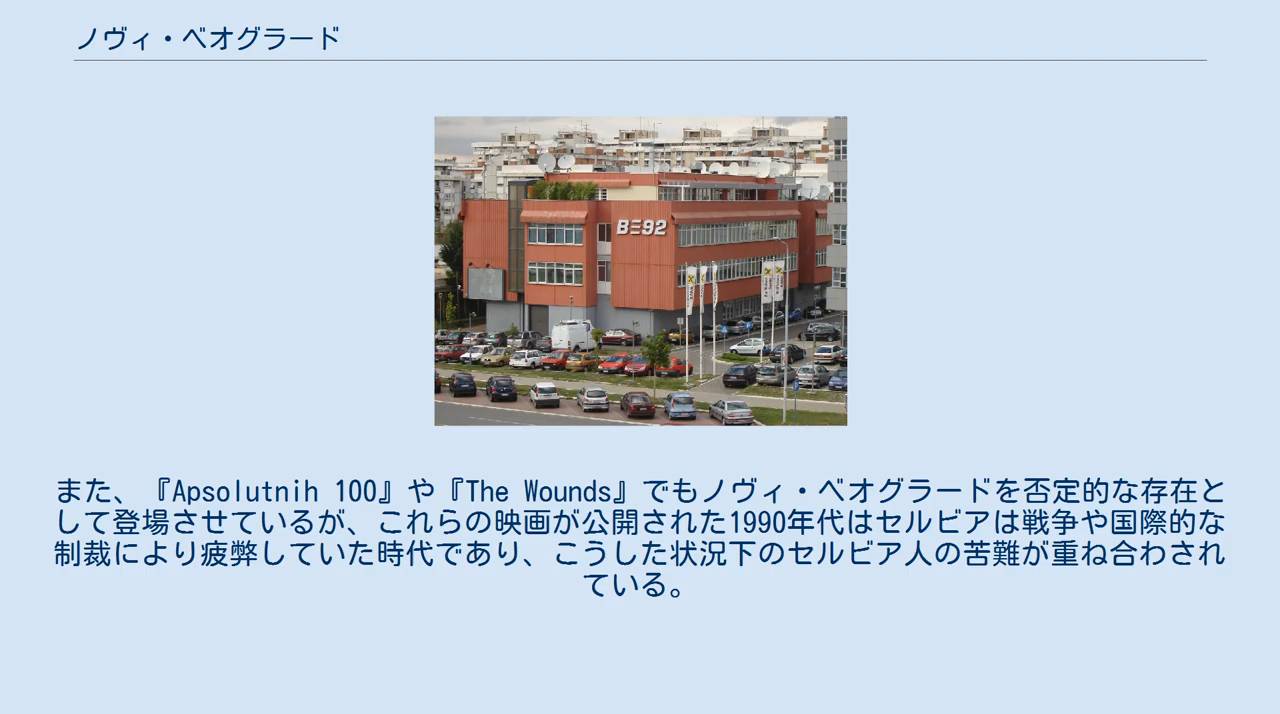 ノヴィ・ベオグラード
BE92
また、『Apsolutnih 100』や『The Wounds』でもノヴィ・ベオグラードを否定的な存在と
して登場させているが、これらの映画が公開された1990年代はセルビアは戦争や国際的な
制裁により疲弊していた時代であり、こうした状況下のセルビア人の苦難が重ね合わされ
ている。